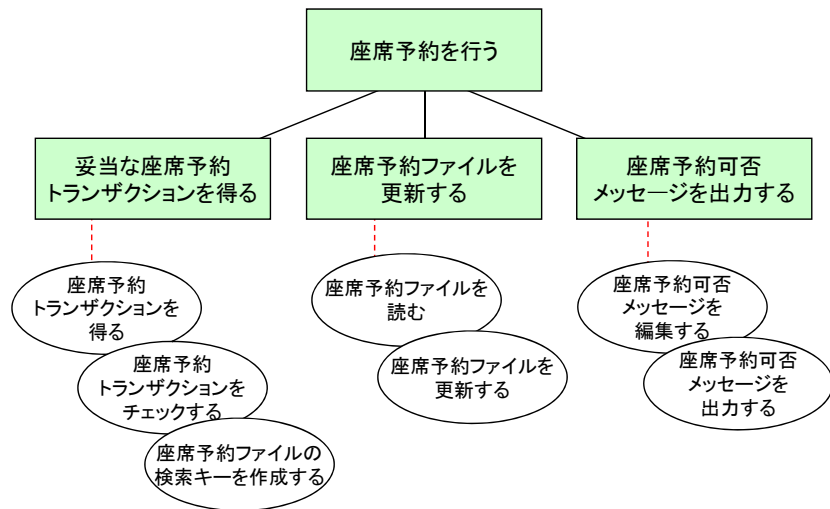 座席予約を行う
妥当な座席予約
トランザクションを得る
座席予約ファイルを
更新する
座席予約可否
メッセージを出力する
座席予約
トランザクションを
得る
座席予約
トランザクションを
チェックする
座席予約ファイルの
検索キーを作成する
座席予約ファイルを
読む
座席予約ファイルを
更新する
座席予約可否
メッセージを
編集する
座席予約可否
メッセージを
出力する